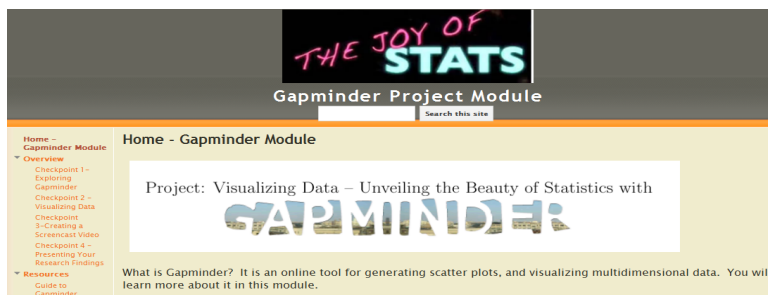 THE JOY OF
STATS
Gapminder Project Module
Search this site
Home –
Gapminder Module
Overview
Checkpoint 1 –
Exploring
Gapminder
Checkpoint 2 –
Visualizing Data
Checkpoint
3–Creating a
Screencast Video
Checkpoint 4 –
Presenting Your
Research Findings
Resources
Guide to
Gapminder
Home - Gapminder Module
Project: Visualizing Data – Unveiling the Beauty of Statistics with
GAPMINDER
What is Gapminder? It is an online tool for generating scatter plots, and visualizing multidimensional data. You wil
learn more about it in this module.